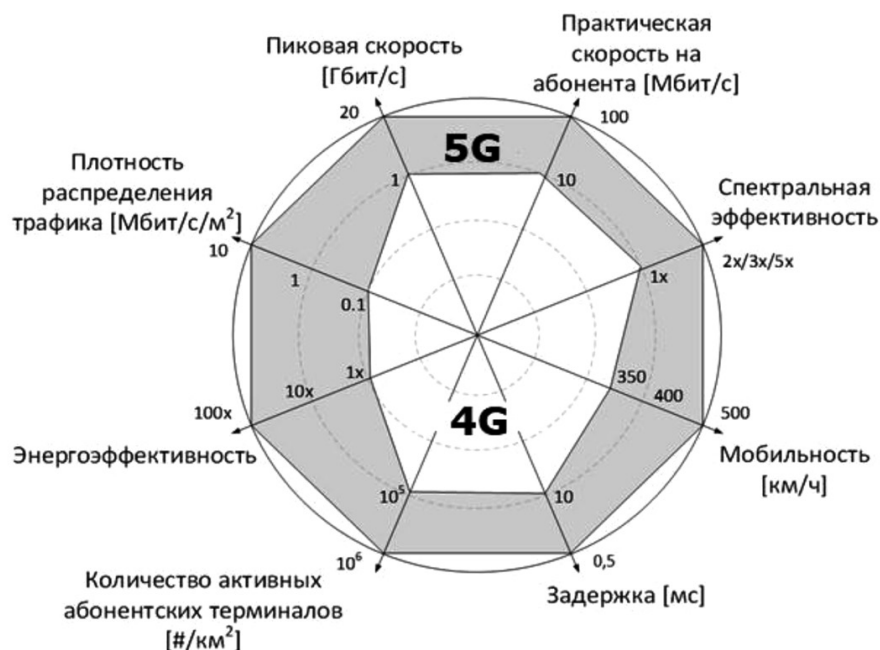 Пиковая скорость
[Гбит/с]
Практическая
скорость на
абонента [Мбит/с]
20
100
5G
Плотность
распределения
трафика [Мбит/с/м²]
1
10
Спектральная
эффективность
10
1
0.1
1x
2x/3x/5x
1x
10x
100x
350
400
500
Энергоэффективность
4G
Мобильность
[км/ч]
10⁵
10
10⁶
0,5
Количество активных
абонентских терминалов
[#/км²]
Задержка [мс]